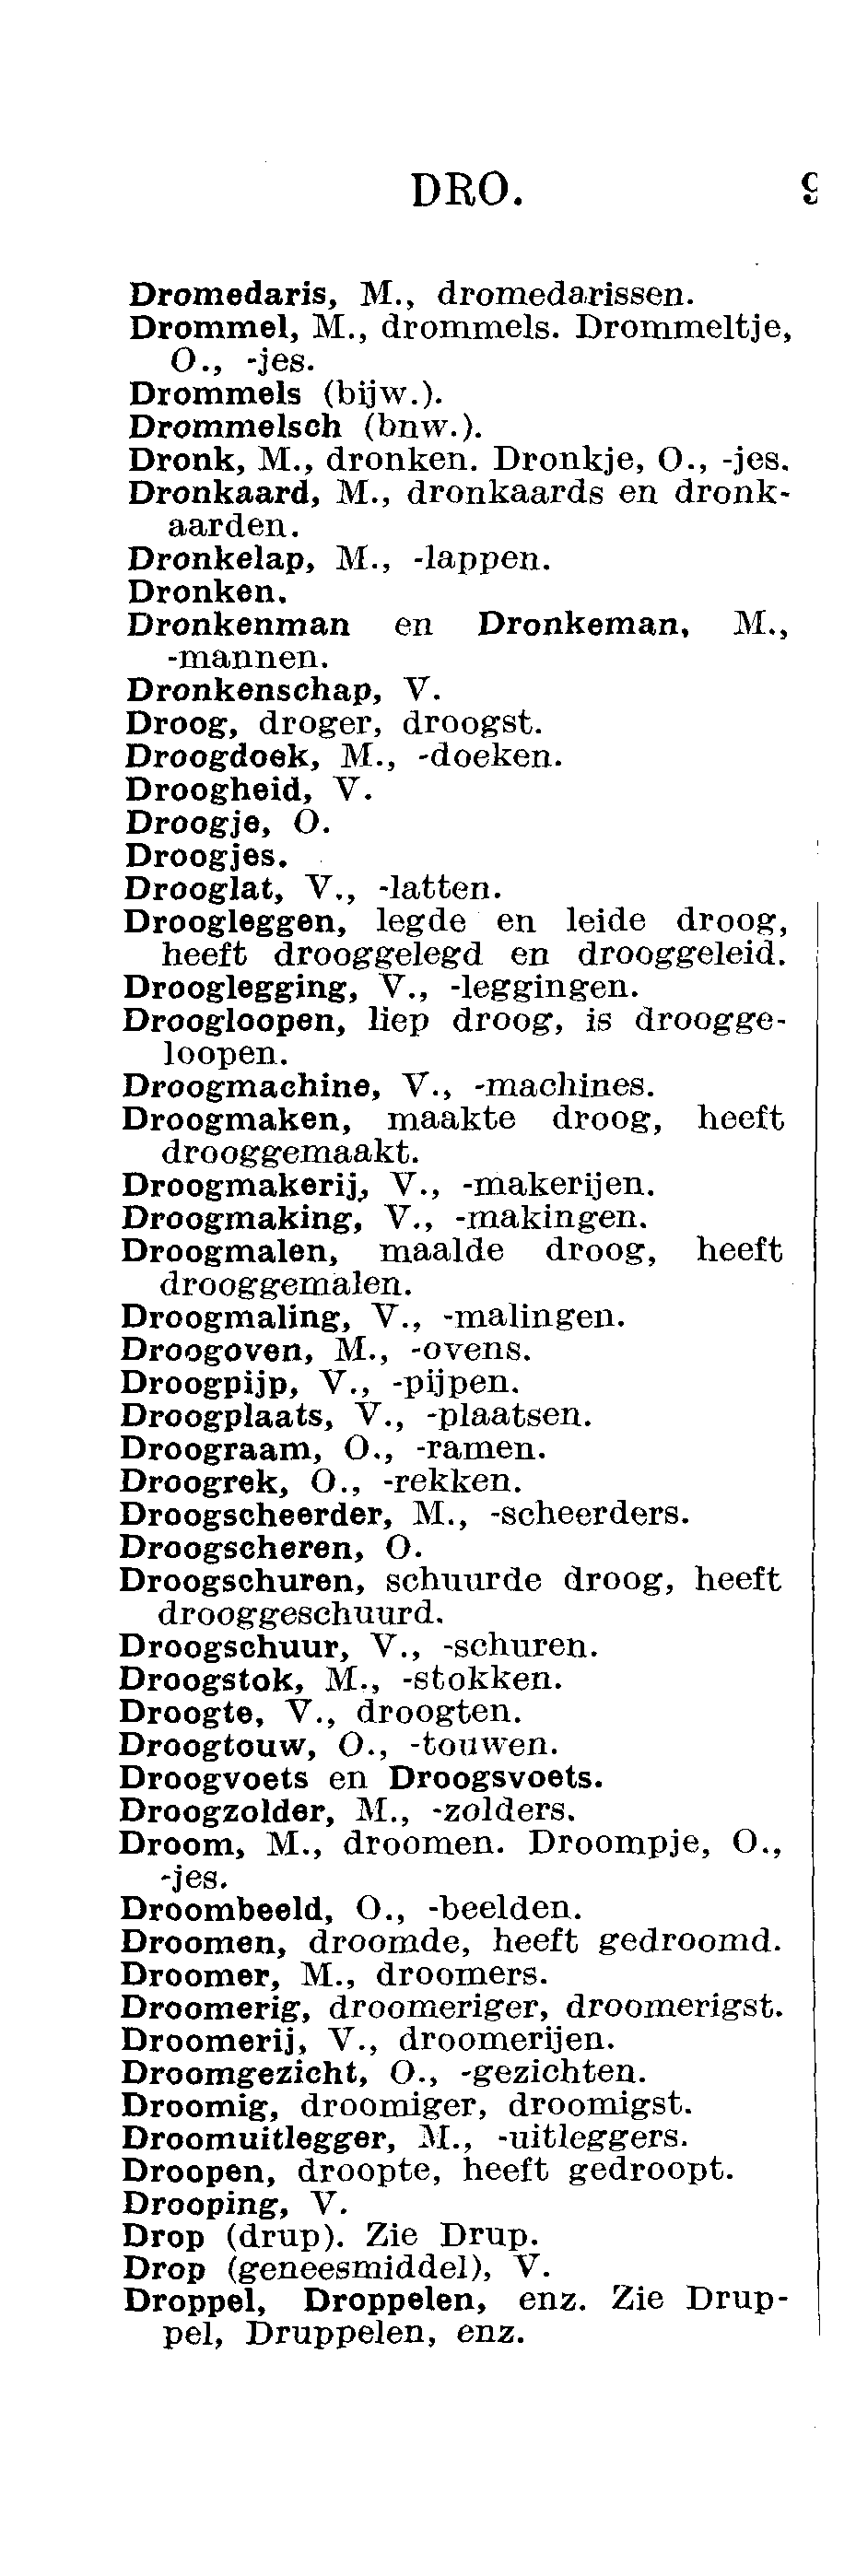 DRO.
Dromedaris, M., dromedarissen.
Drommel, M., drommels. Drommeltje,
O., -jes.
Drommels (bijw.).
Drommelsch (bnw.).
Dronk, M., dronken. Dronkje, O., -jes.
Dronkaard, M., dronkaards en dronk-
aarden.
Dronkelap, M., -lappen.
Dronken.
Dronkenman en Dronkeman, M.,
-mannen.
Dronkenschap, V.
Droog, droger, droogst.
Droogdoek, M., -doeken.
Droogheid, V.
Droogje, O.
Droogjes.
Drooglat, V., -latten.
Droogleggen, legde en leide droog,
heeft drooggelegd en drooggeleid.
Drooglegging, V., -leggingen.
Droogloopen, liep droog, is droogge-
loopen.
Droogmachine, V., -machines.
Droogmaken, maakte droog, heeft
drooggemaakt.
Droogmakerij, V., -makerijen.
Droogmaking, V., -makingen.
Droogmalen, maalde droog, heeft
drooggemalen.
Droogmaling, V., -malingen.
Droogoven, M., -ovens.
Droogpijp, V., -pijpen.
Droogplaats, V., -plaatsen.
Droograam, O., -ramen.
Droogrek, O., -rekken.
Droogscheerder, M., -scheerders.
Droogscheren, O.
Droogschuren, schuurde droog, heeft
drooggeschuurd.
Droogschuur, V., -schuren.
Droogstok, M., -stokken.
Droogte, V., droogten.
Droogtouw, O., -touwen.
Droogvoets en Droogsvoets.
Droogzolder, M., -zolders.
Droom, M., droomen. Droompje, O.,
-jes.
Droombeeld, O., -beelden.
Droomen, droomde, heeft gedroomd.
Droomer, M., droomers.
Droomerig, droomeriger, droomerigst.
Droomerij, V., droomerijen.
Droomgezicht, O., -gezichten.
Droomig, droomiger, droomigst.
Droomuitlegger, M., -uitleggers.
Droopen, droopte, heeft gedroopt.
Drooping, V.
Drop (drup). Zie Drup.
Drop (geneesmiddel), V.
Droppel, Droppelen, enz. Zie Drup-
pel, Druppelen, enz.